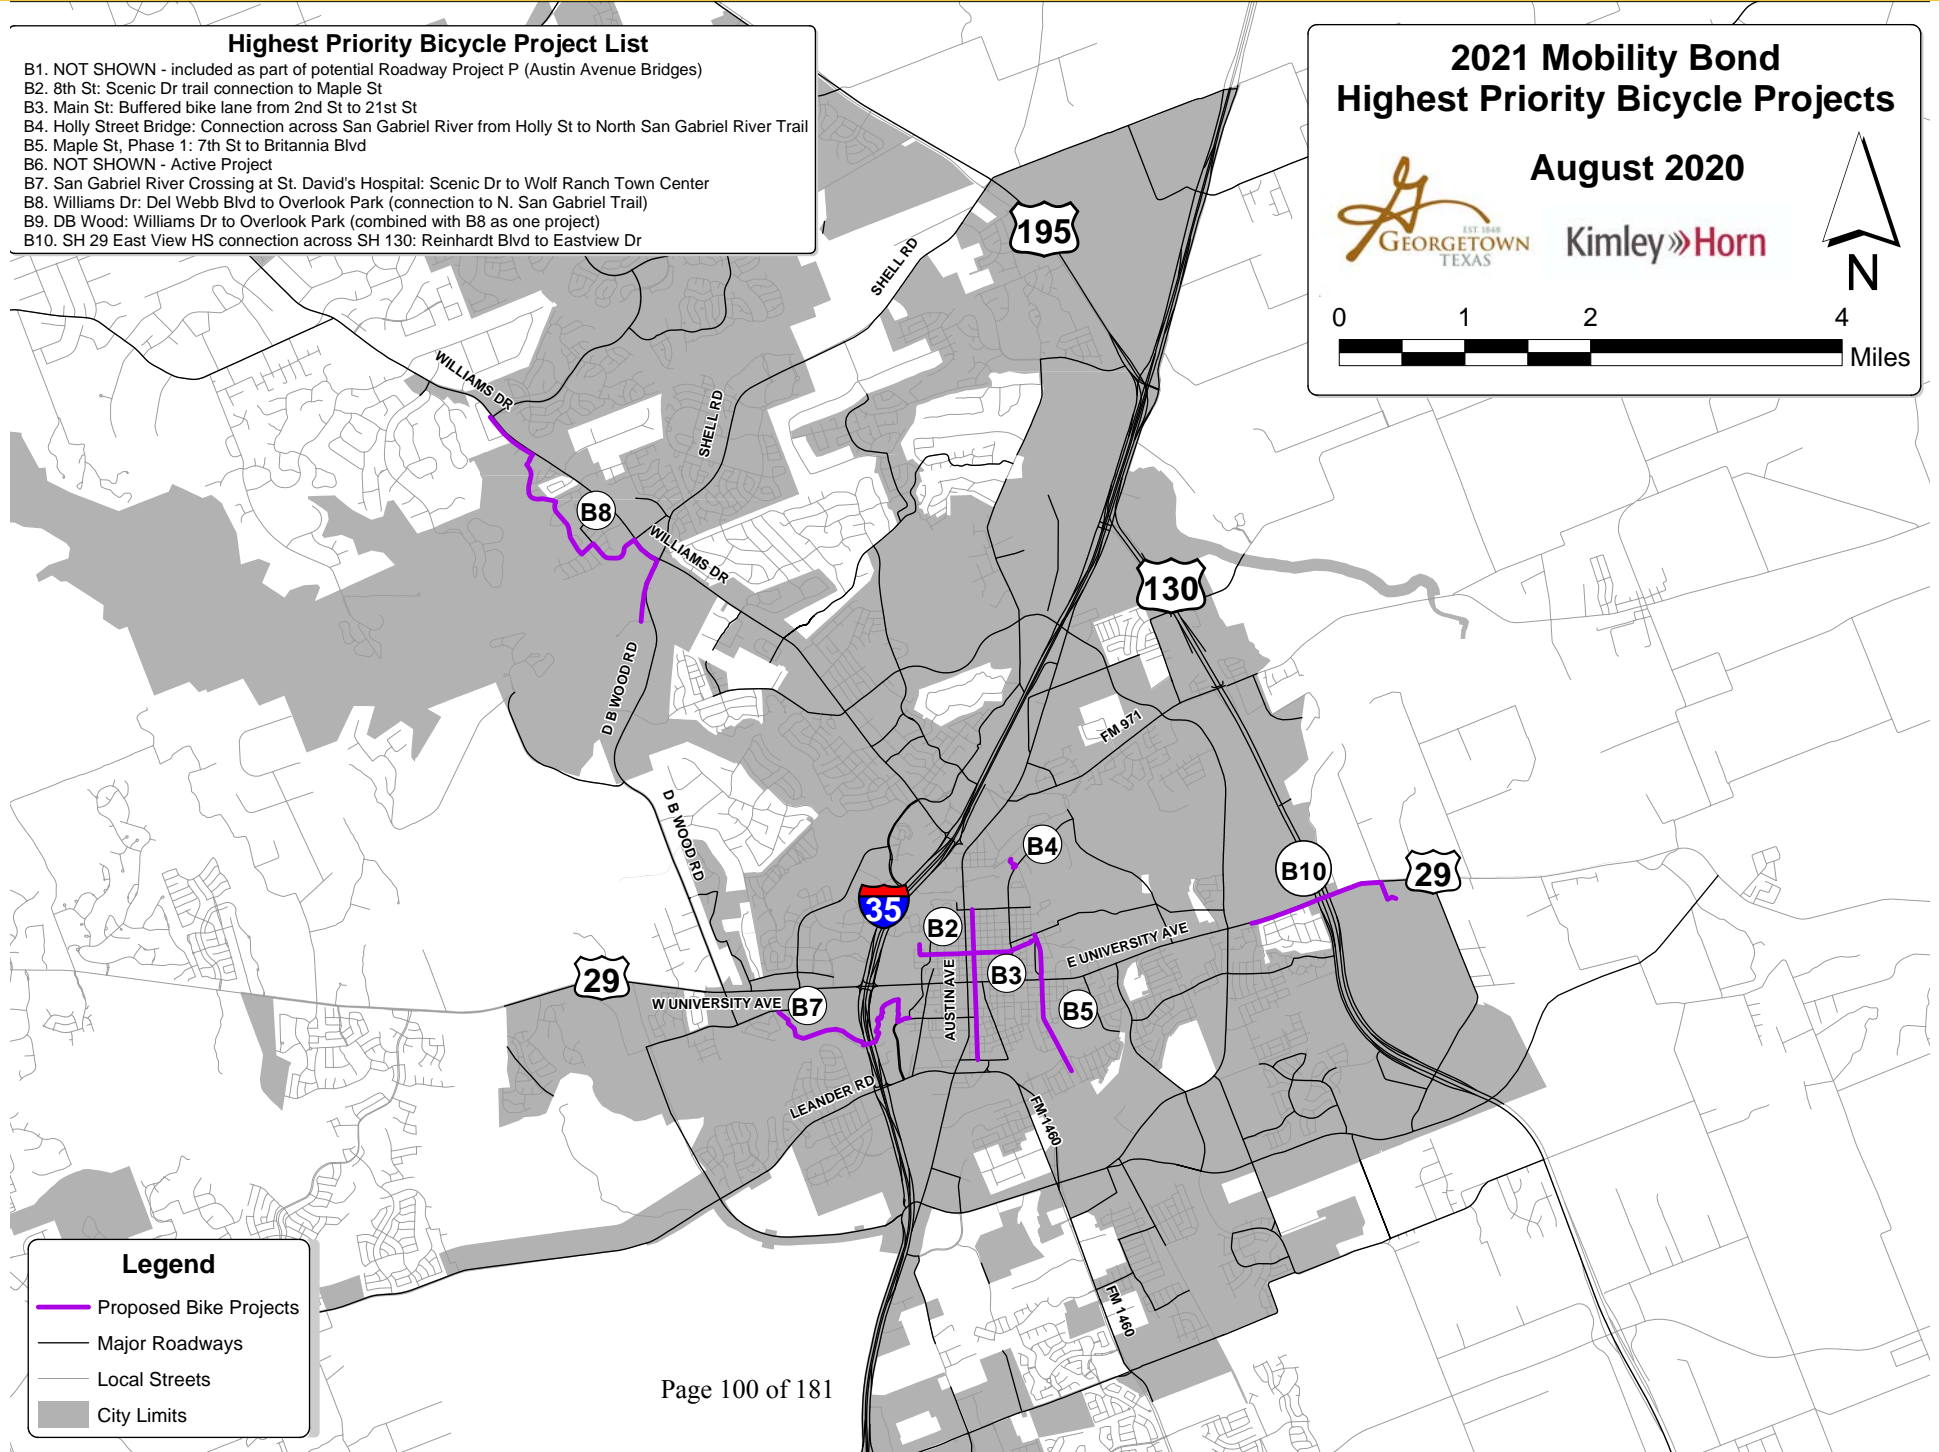 Highest Priority Bicycle Project List
B1. NOT SHOWN - included as part of potential Roadway Project P (Austin Avenue Bridges)
B2. 8th St: Scenic Dr trail connection to Maple St
B3. Main St: Buffered bike lane from 2nd St to 21st St
B4. Holly Street Bridge: Connection across San Gabriel River from Holly St to North San Gabriel River Trail
B5. Maple St, Phase 1: 7th St to Britannia Blvd
B6. NOT SHOWN - Active Project
B7. San Gabriel River Crossing at St. David's Hospital: Scenic Dr to Wolf Ranch Town Center
B8. Williams Dr: Del Webb Blvd to Overlook Park (connection to N. San Gabriel Trail)
B9. DB Wood: Williams Dr to Overlook Park (combined with B8 as one project)
B10. SH 29 East View HS connection across SH 130: Reinhardt Blvd to Eastview Dr
2021 Mobility Bond
Highest Priority Bicycle Projects
August 2020
EST. 1848
GEORGETOWN
TEXAS
Kimley»Horn
N
0 1 2 4
Miles
195
SHELL RD
WILLIAMS DR
SHELL RD
B8
WILLIAMS DR
130
D B WOOD RD
FM 971
D B WOOD RD
B4
B10
29
35
B2
E UNIVERSITY AVE
B3
29
AUSTIN AVE
W UNIVERSITY AVE
B7
B5
LEANDER RD
FM 1460
FM 1460
Legend
Proposed Bike Projects
Major Roadways
Local Streets
City Limits
Page 100 of 181